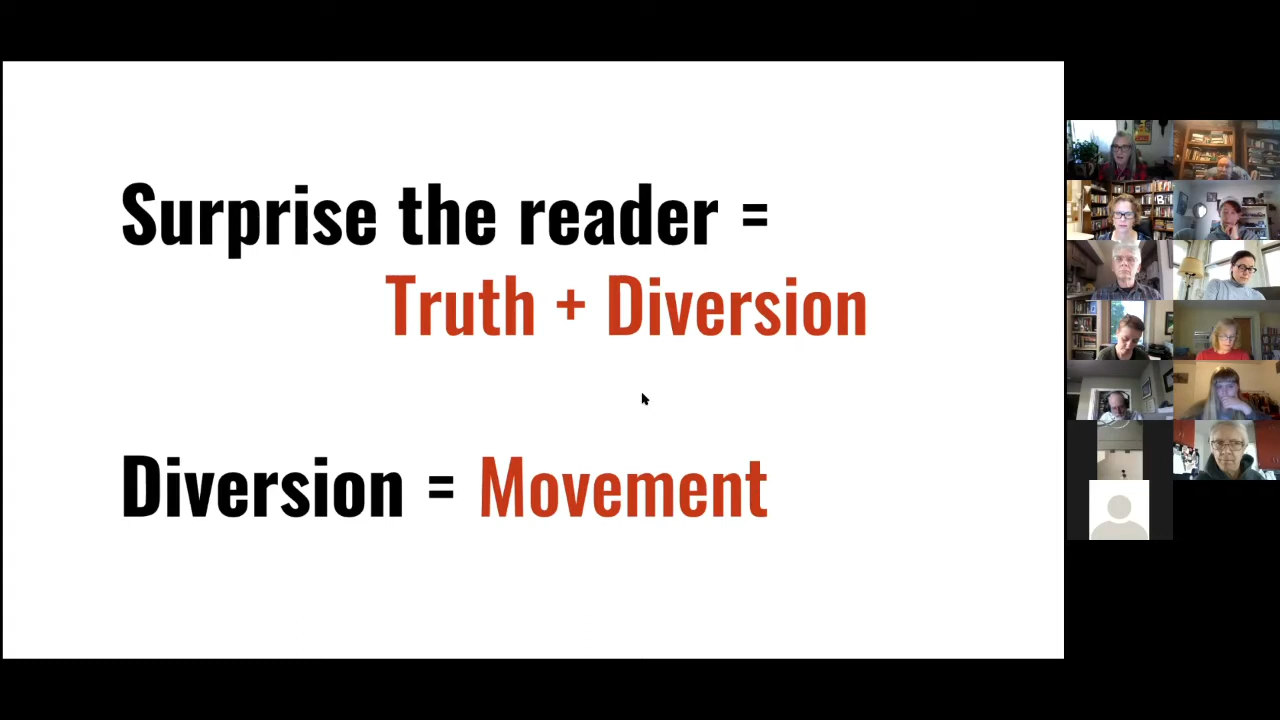 Surprise the reader =
Truth + Diversion
Diversion = Movement